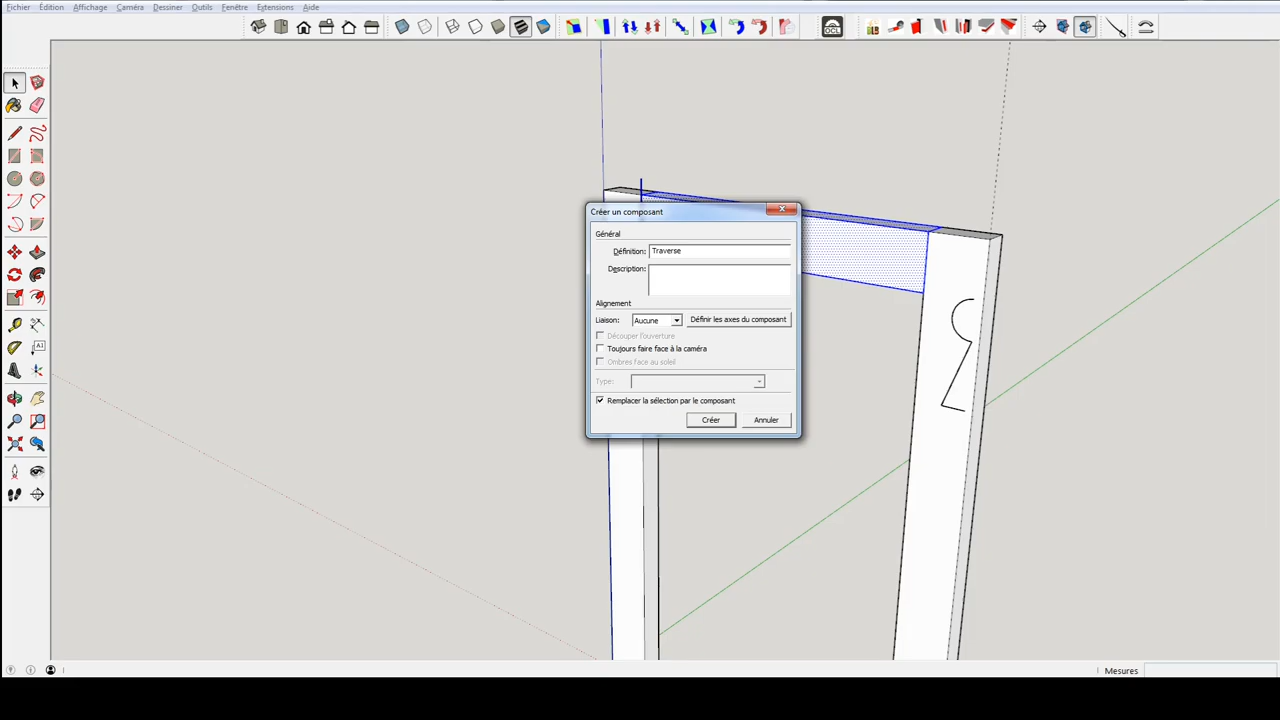 Fichier Édition Affichage Caméra Dessiner Outils Fenêtre Extensions Aide
OCL
Créer un composant
Général
Définition: Traverse
Description:
Alignement
Liaison: Aucune Définir les axes du composant
Découper l'ouverture
Toujours faire face à la caméra
Ombres face au soleil
Type:
Remplacer la sélection par le composant
Créer Annuler
Mesures